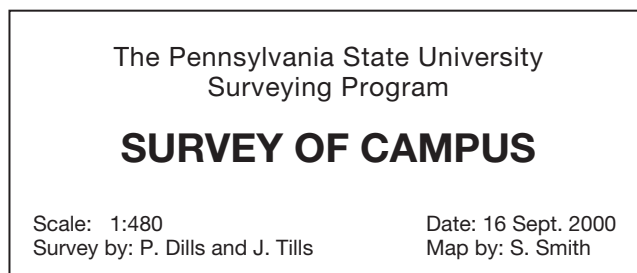 The Pennsylvania State University
Surveying Program
SURVEY OF CAMPUS
Scale: 1:480 Date: 16 Sept. 2000
Survey by: P. Dills and J. Tills Map by: S. Smith